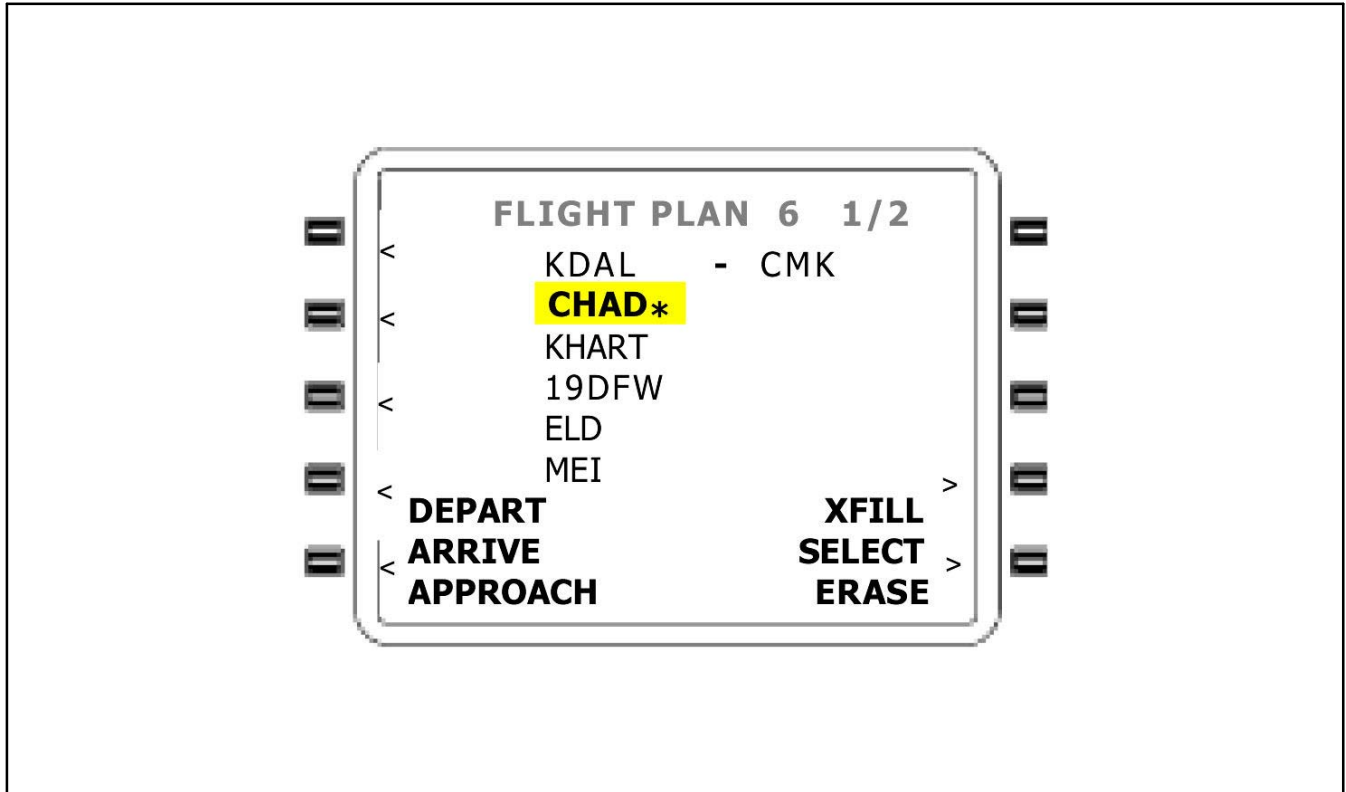 FLIGHT PLAN 6 1/2
<
KDAL - CMK
< CHAD*
KHART
< 19DFW
ELD
MEI
< >
DEPART XFILL
ARRIVE SELECT
< >
APPROACH ERASE